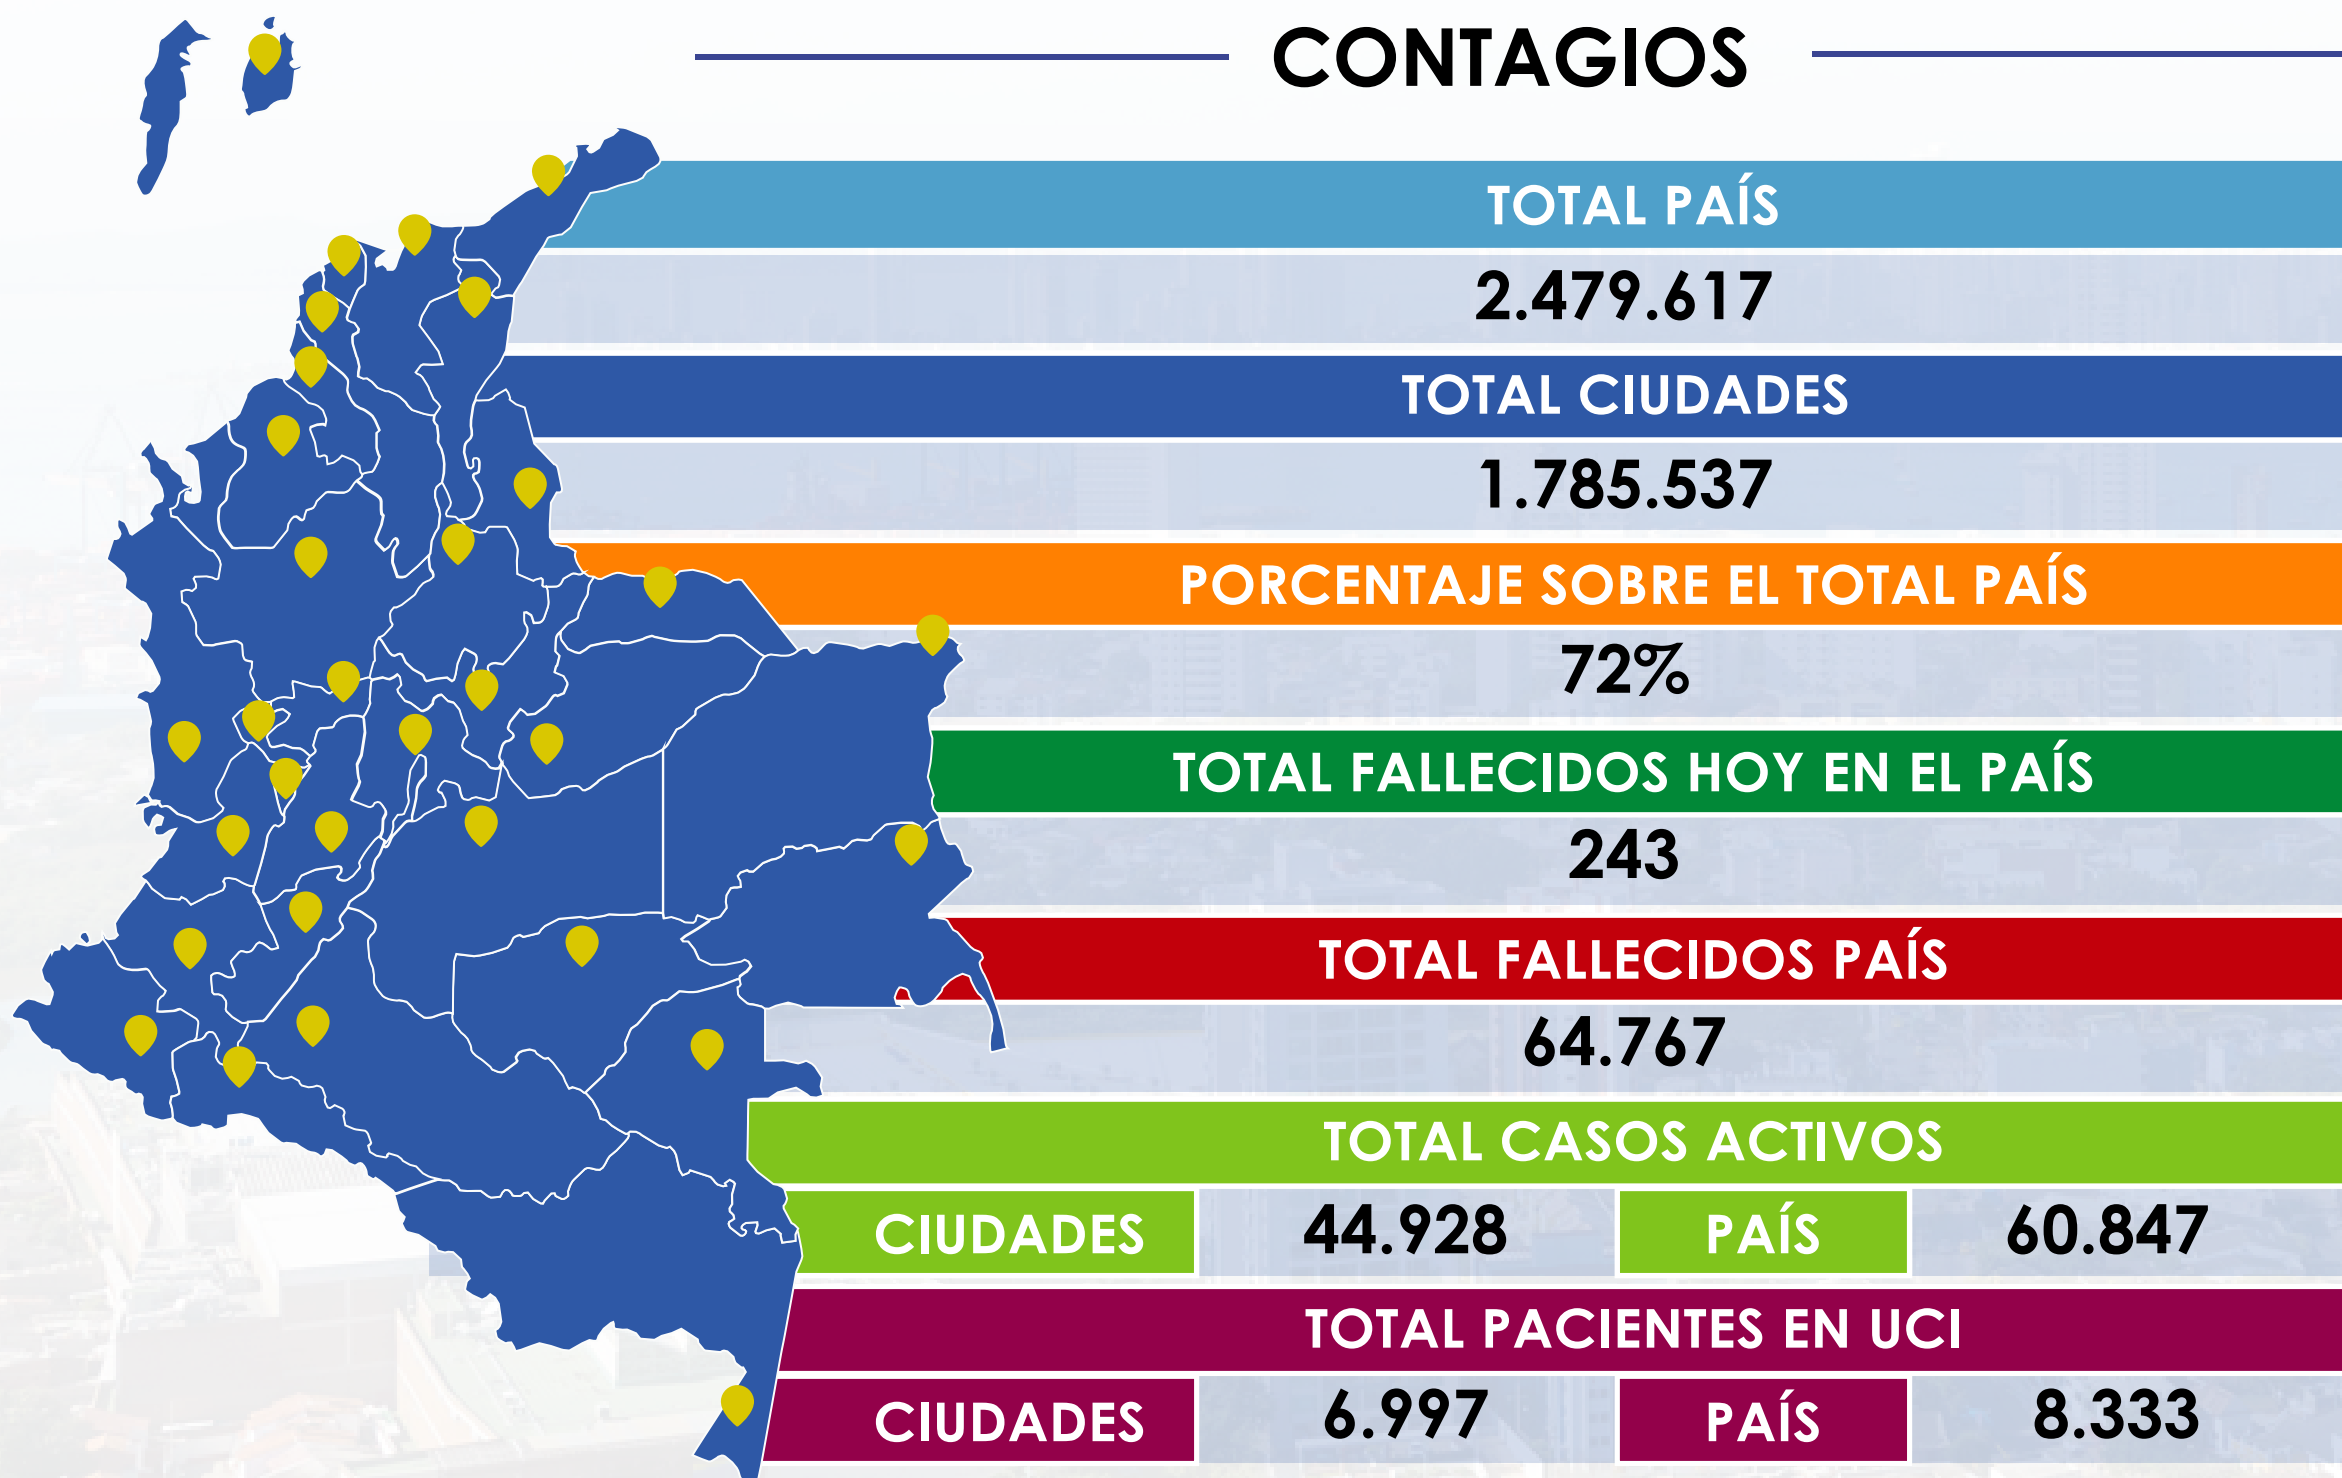 CONTAGIOS
TOTAL PAÍS
2.479.617
TOTAL CIUDADES
1.785.537
PORCENTAJE SOBRE EL TOTAL PAÍS
72%
TOTAL FALLECIDOS HOY EN EL PAÍS
243
TOTAL FALLECIDOS PAÍS
64.767
TOTAL CASOS ACTIVOS
CIUDADES 44.928 PAÍS 60.847
TOTAL PACIENTES EN UCI
CIUDADES 6.997 PAÍS 8.333